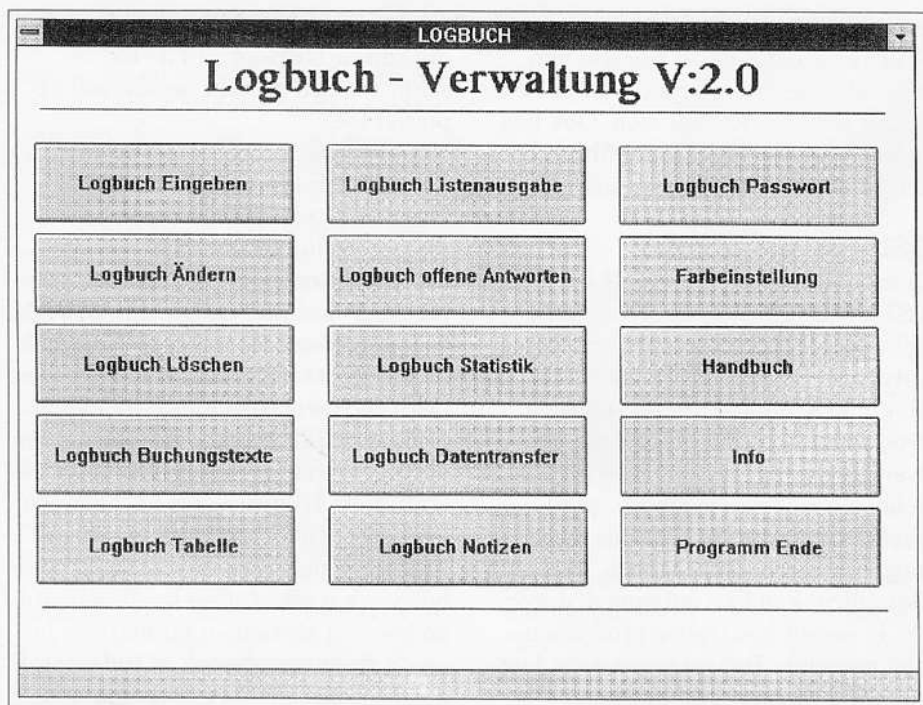 LOGBUCH
Logbuch - Verwaltung V:2.0
Logbuch Eingeben
Logbuch Listenausgabe
Logbuch Passwort
Logbuch Ändern
Logbuch offene Antworten
Farbeinstellung
Logbuch Löschen
Logbuch Statistik
Handbuch
Logbuch Buchungstexte
Logbuch Datentransfer
Info
Logbuch Tabelle
Logbuch Notizen
Programm Ende